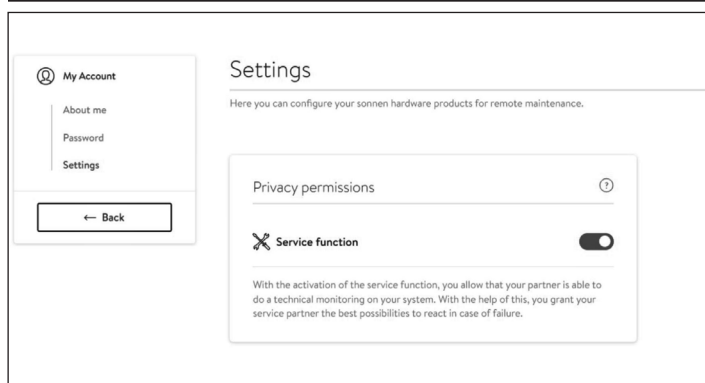 My Account
About me
Password
Settings
← Back
Settings
Here you can configure your sonnen hardware products for remote maintenance.
Privacy permissions
?
Service function
With the activation of the service function, you allow that your partner is able to
do a technical monitoring on your system. With the help of this, you grant your
service partner the best possibilities to react in case of failure.